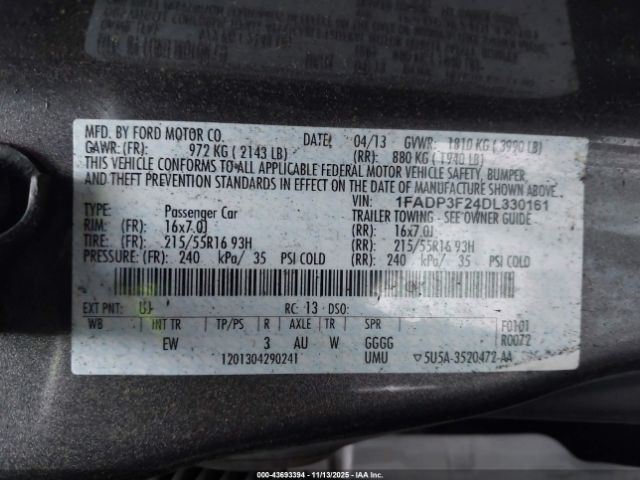 MFD. BY FORD MOTOR CO. DATE: 04/13 GVWR: 1810 KG ( 3990 LB)
GAWR: (FR): 972 KG ( 2143 LB) (RR): 880 KG ( 1940 LB)
THIS VEHICLE CONFORMS TO ALL APPLICABLE FEDERAL MOTOR VEHICLE SAFETY, BUMPER,
AND THEFT PREVENTION STANDARDS IN EFFECT ON THE DATE OF MANUFACTURE SHOWN ABOVE.
VIN: 1FADP3F24DL330161
TYPE: Passenger Car TRAILER TOWING - SEE OWNER GUIDE
RIM: (FR): 16x7.0J (RR): 16x7.0J
TIRE: (FR): 215/55R16 93H (RR): 215/55R16 93H
PRESSURE: (FR): 240 kPa/ 35 PSI COLD (RR): 240 kPa/ 35 PSI COLD
EXT PNT: RC: 13 DSO: F0101
WB INT TR TP/PS R AXLE TR SPR R0072
EW 3 AU W GGGG
1201304290241 UMU ▽5U5A-3520472-AA
000-43693394 | 11/13/2025 | IAAI